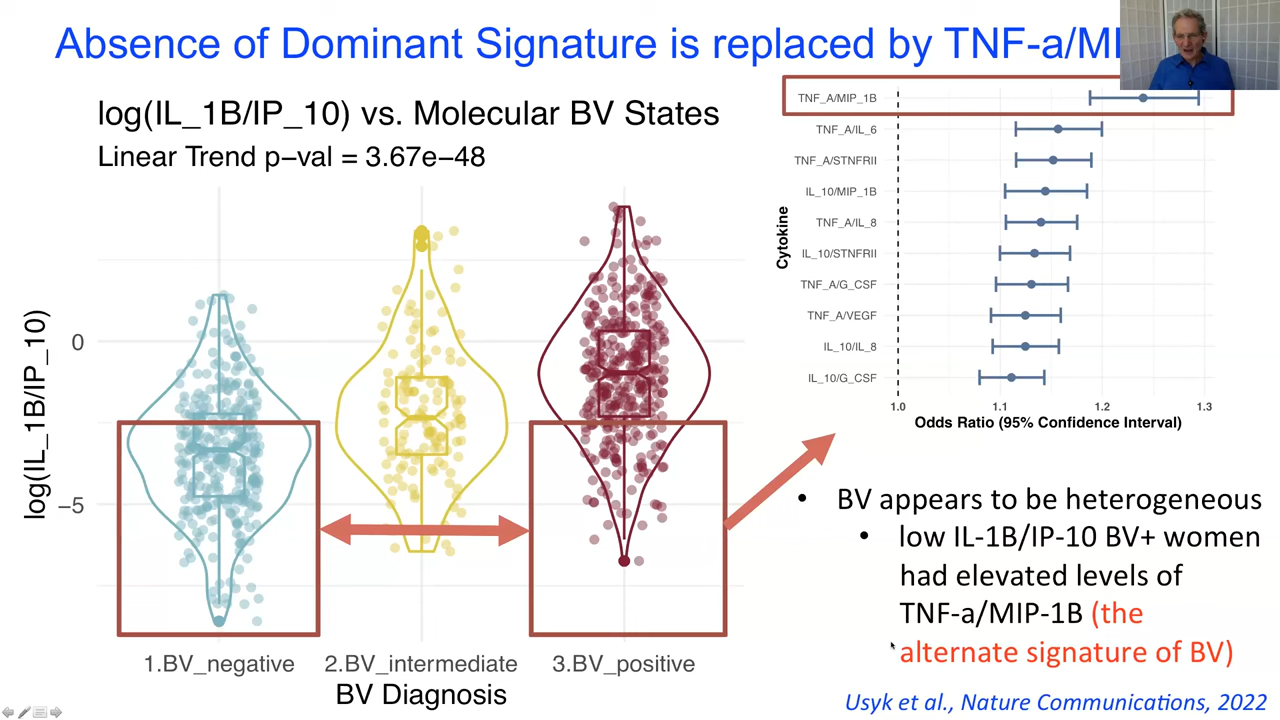 Absence of Dominant Signature is replaced by TNF-a/MI
log(IL_1B/IP_10) vs. Molecular BV States
Linear Trend p-val = 3.67e-48
log(IL_1B/IP_10)
0
-5
1.BV_negative 2.BV_intermediate 3.BV_positive
BV Diagnosis
Cytokine
TNF_A/MIP_1B
TNF_A/IL_6
TNF_A/STNFRII
IL_10/MIP_1B
TNF_A/IL_8
IL_10/STNFRII
TNF_A/G_CSF
TNF_A/VEGF
IL_10/IL_8
IL_10/G_CSF
1.0 1.1 1.2 1.3
Odds Ratio (95% Confidence Interval)
• BV appears to be heterogeneous
• low IL-1B/IP-10 BV+ women
had elevated levels of
TNF-a/MIP-1B (the
alternate signature of BV)
Usyk et al., Nature Communications, 2022